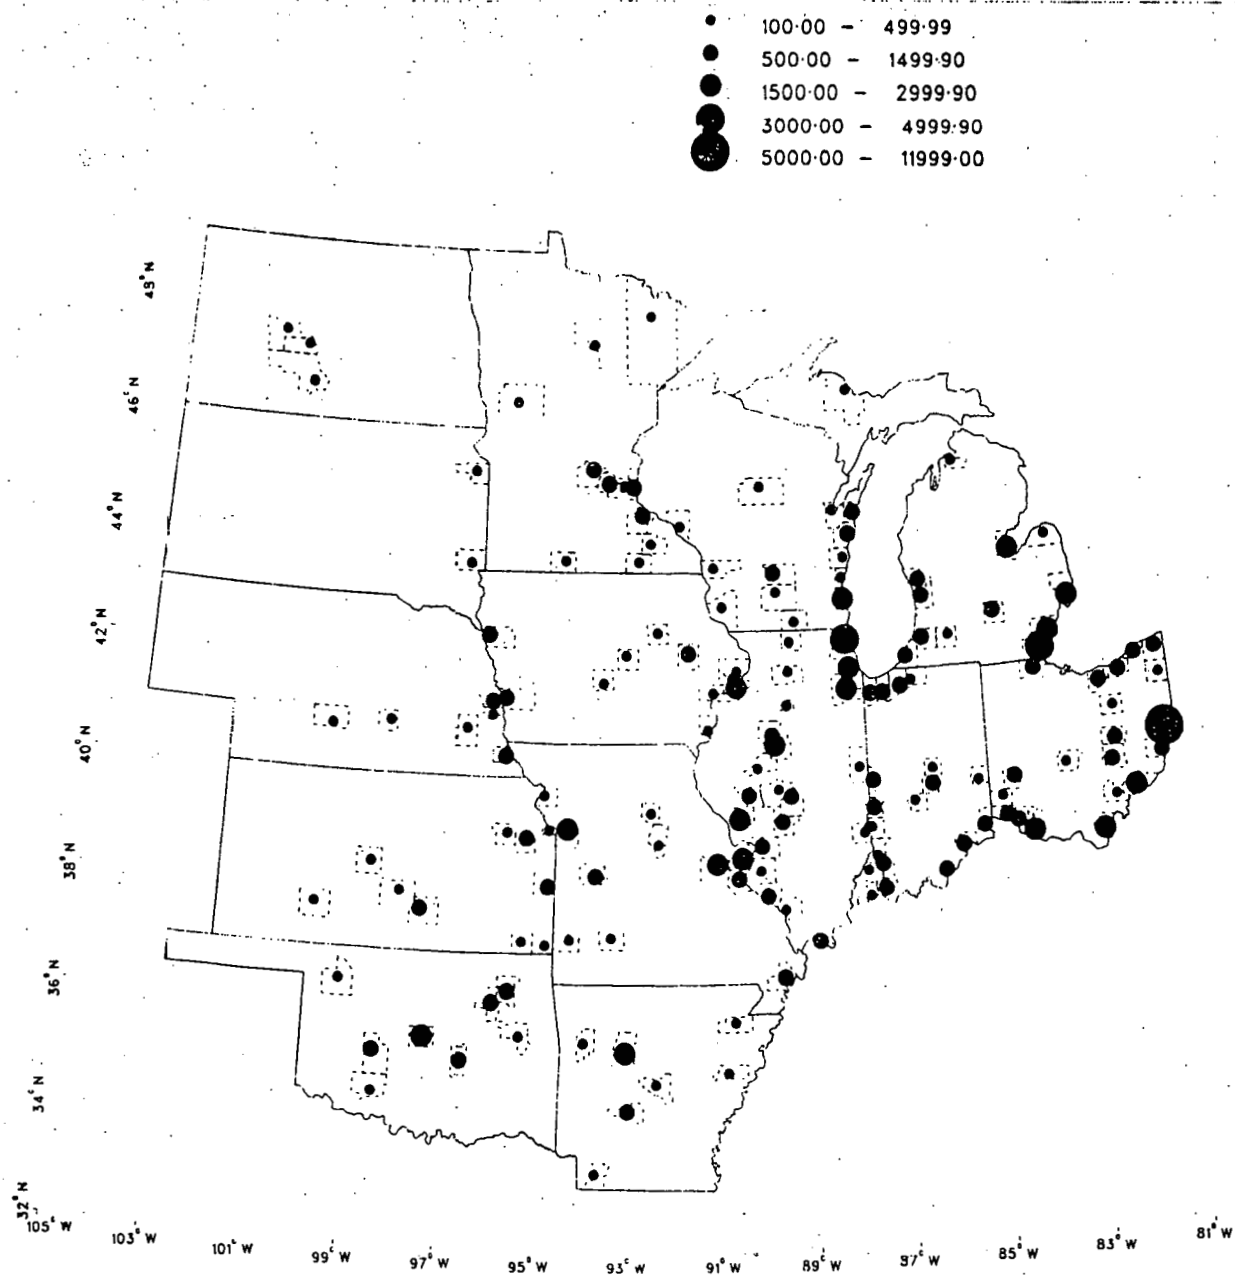 100·00 - 499·99
500·00 - 1499·90
1500·00 - 2999·90
3000·00 - 4999·90
5000·00 - 11999·00
48° N
46° N
44° N
42° N
40° N
38° N
36° N
34° N
32° N
105° W
103° W
101° W
99° W
97° W
95° W
93° W
91° W
89° W
87° W
85° W
83° W
81° W